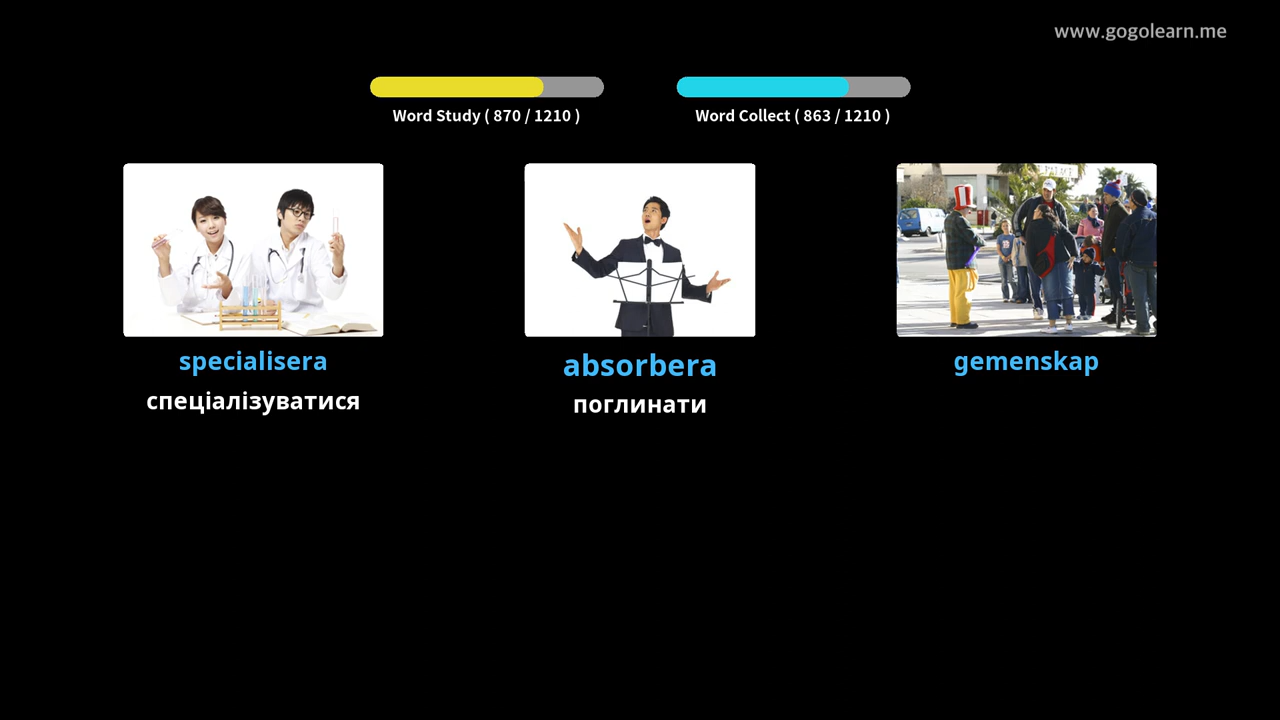 www.gogolearn.me
Word Study ( 870 / 1210 )
Word Collect ( 863 / 1210 )
specialisera
absorbera
gemenskap
спеціалізуватися
поглинати